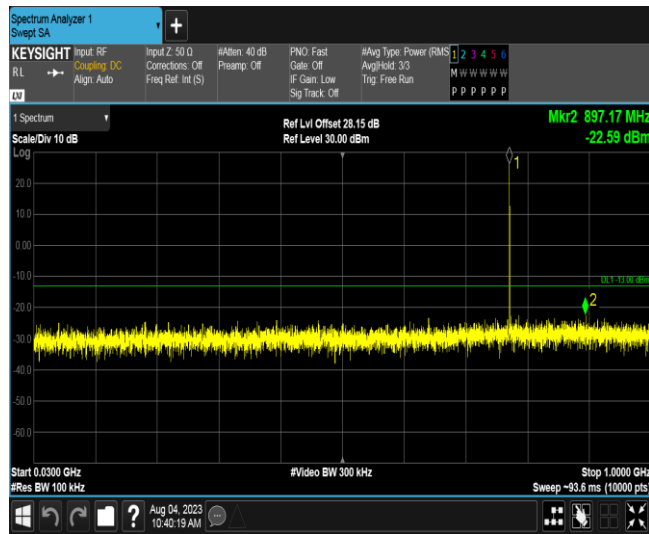 Spectrum Analyzer 1
Swept SA
+
KEYSIGHT Input: RF Input Z: 50 Ω #Atten: 40 dB PNO: Fast #Avg Type: Power (RMS 1 2 3 4 5 6
RL Coupling: DC Corrections: Off Preamp: Off Gate: Off Avg|Hold: 3/3 M W W W W W
Align: Auto Freq Ref: Int (S) IF Gain: Low Trig: Free Run
LXI Sig Track: Off P P P P P P
1 Spectrum Ref Lvl Offset 28.15 dB Mkr2 897.17 MHz
Scale/Div 10 dB Ref Level 30.00 dBm -22.59 dBm
Log
1
20.0
10.0
0.00
-10.0
DL1 -13.00 dBm
2
-20.0
-30.0
-40.0
-50.0
-60.0
Start 0.0300 GHz #Video BW 300 kHz Stop 1.0000 GHz
#Res BW 100 kHz Sweep ~93.6 ms (10000 pts)
? Aug 04, 2023
10:40:19 AM